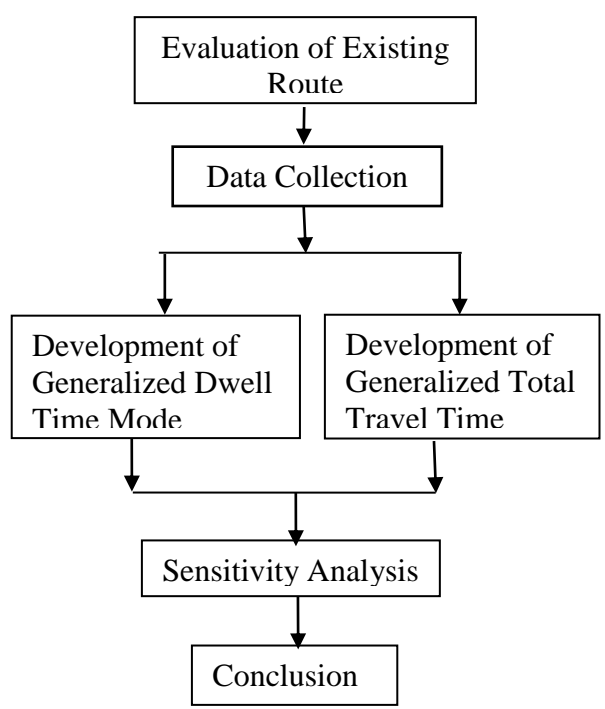 Evaluation of Existing
Route
Data Collection
Development of
Generalized Dwell
Time Mode
Development of
Generalized Total
Travel Time
Sensitivity Analysis
Conclusion